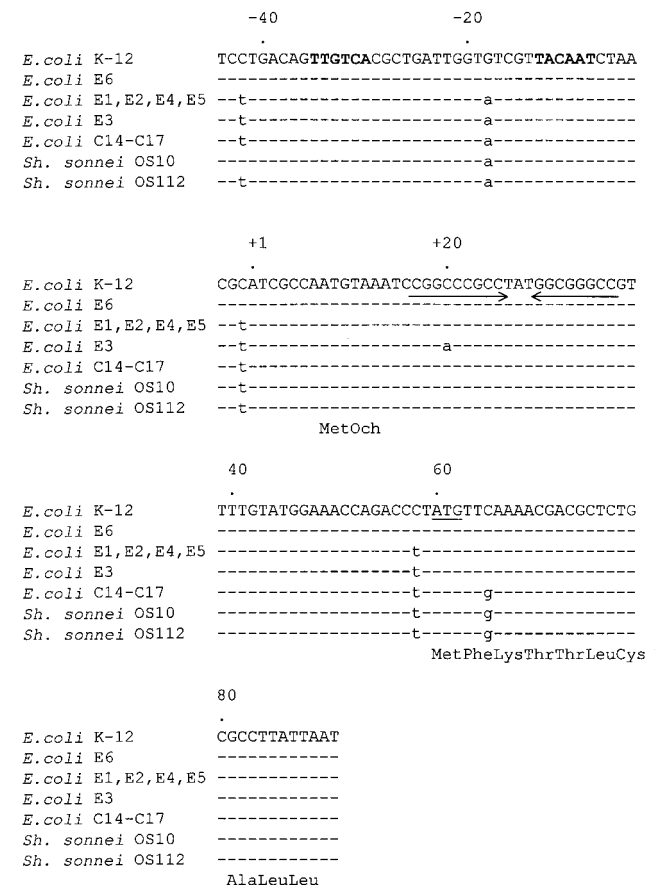 -40 -20
E.coli K-12 TCCTGACAGTTGTCACGCTGATTGGTGTCGTTACAATCTAA
E.coli E6 -----------------------------------------
E.coli E1,E2,E4,E5 --t-----------------------a--------------
E.coli E3 --t-----------------------a--------------
E.coli C14-C17 --t-----------------------a--------------
Sh. sonnei OS10 --------------------------a--------------
Sh. sonnei OS112 --t-----------------------a--------------
+1 +20
E.coli K-12 CGCATCGCCAATGTAAATCCGGCCCGCCTATGGCGGGCCGT
E.coli E6 -----------------------------------------
E.coli E1,E2,E4,E5 --t--------------------------------------
E.coli E3 --t-------------------a------------------
E.coli C14-C17 --t--------------------------------------
Sh. sonnei OS10 --t--------------------------------------
Sh. sonnei OS112 --t--------------------------------------
MetOch
40 60
E.coli K-12 TTTGTATGGAAACCAGACCCTATGTTCAAAACGACGCTCTG
E.coli E6 -----------------------------------------
E.coli E1,E2,E4,E5 -------------------t---------------------
E.coli E3 -------------------t---------------------
E.coli C14-C17 -------------------t------g--------------
Sh. sonnei OS10 -------------------t------g--------------
Sh. sonnei OS112 -------------------t------g--------------
MetPheLysThrThrLeuCys
80
E.coli K-12 CGCCTTATTAAT
E.coli E6 ------------
E.coli E1,E2,E4,E5 ------------
E.coli E3 ------------
E.coli C14-C17 ------------
Sh. sonnei OS10 ------------
Sh. sonnei OS112 ------------
AlaLeuLeu